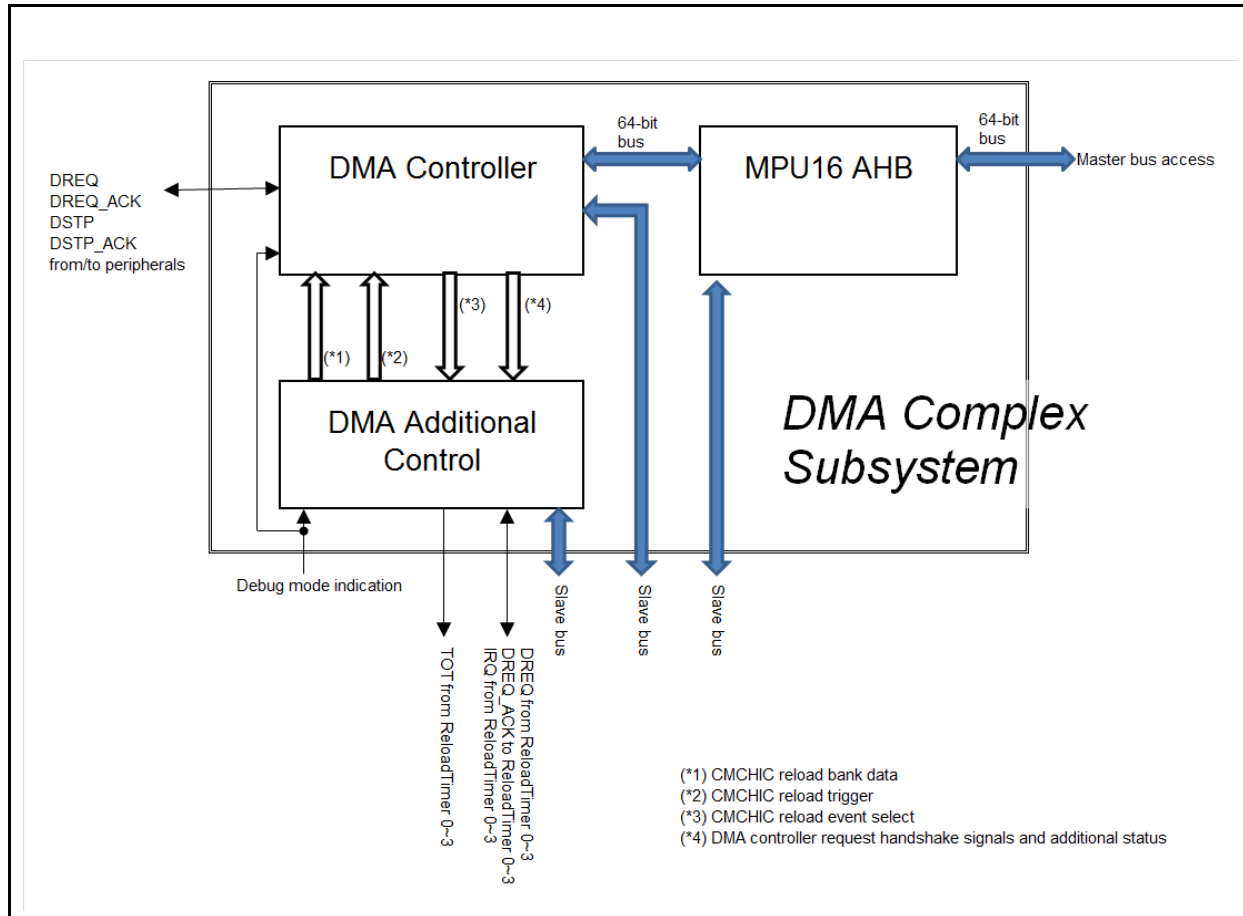 64-bit
bus
64-bit
bus
DMA Controller
MPU16 AHB
Master bus access
DREQ
DREQ_ACK
DSTP
DSTP_ACK
from/to peripherals
(*3)
(*4)
(*1)
(*2)
DMA Additional
Control
DMA Complex
Subsystem
Debug mode indication
Slave bus
Slave bus
Slave bus
TOT from ReloadTimer 0~3
DREQ from ReloadTimer 0~3
DREQ_ACK to ReloadTimer 0~3
IRQ from ReloadTimer 0~3
(*1) CMCHIC reload bank data
(*2) CMCHIC reload trigger
(*3) CMCHIC reload event select
(*4) DMA controller request handshake signals and additional status